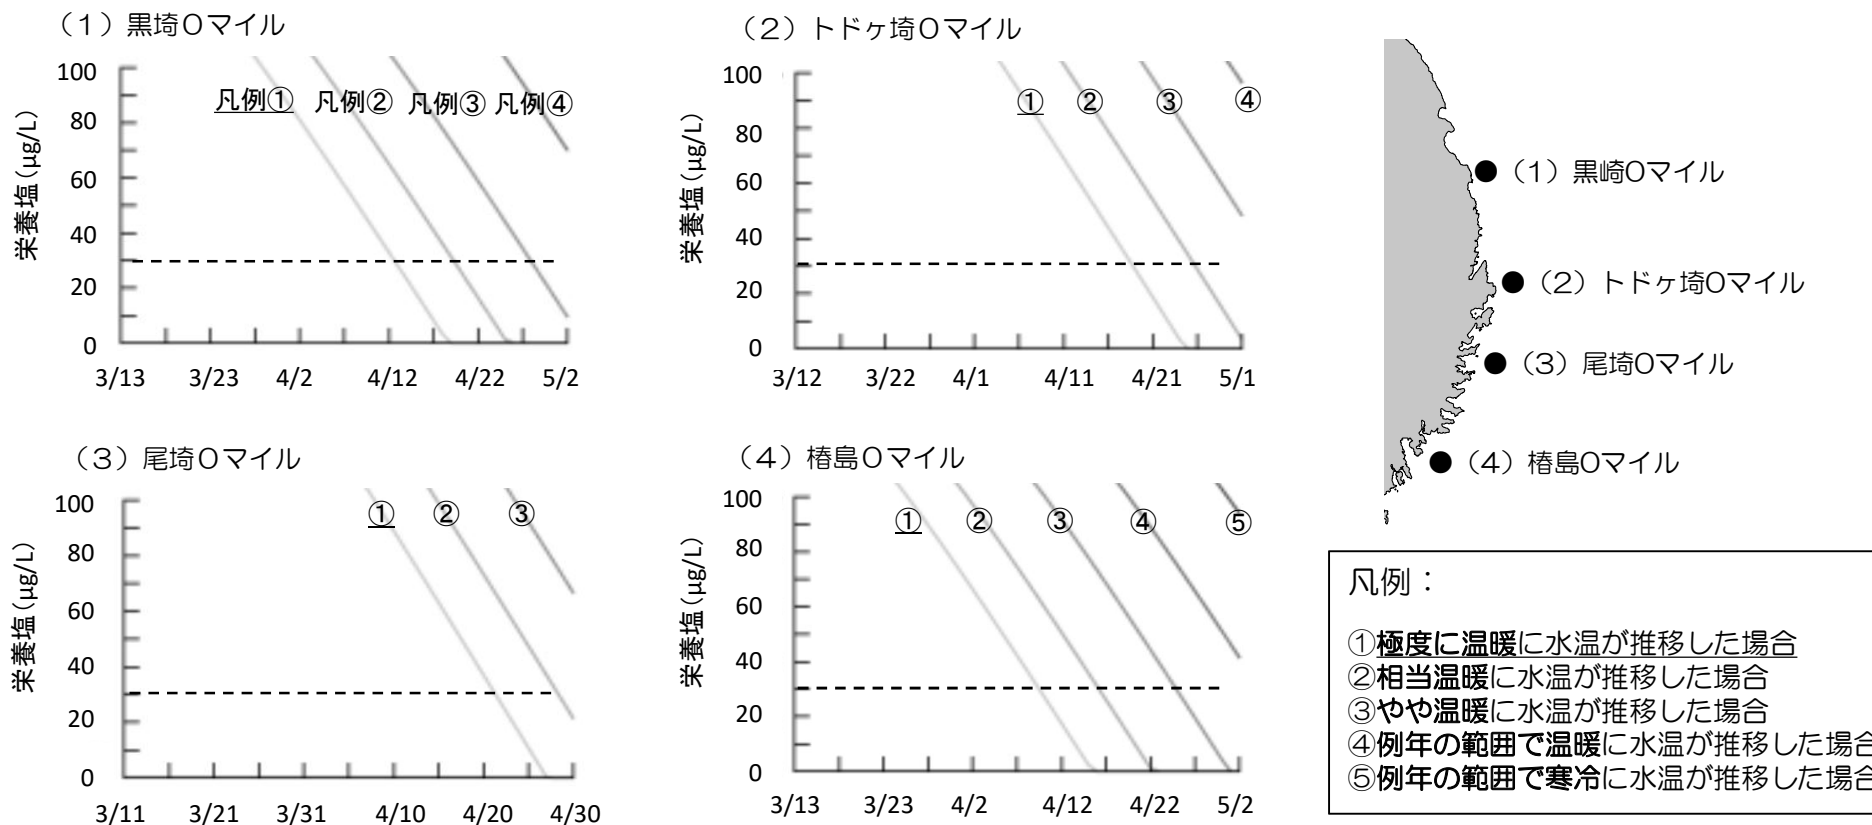 （1）黒埼０マイル
栄養塩（μg/L）
100
80
60
40
20
0
凡例① 凡例② 凡例③ 凡例④
3/13 3/23 4/2 4/12 4/22 5/2
（2）トドヶ埼０マイル
栄養塩（μg/L）
100
80
60
40
20
0
① ② ③ ④
3/12 3/22 4/1 4/11 4/21 5/1
（3）尾埼０マイル
栄養塩（μg/L）
100
80
60
40
20
0
① ② ③
3/11 3/21 3/31 4/10 4/20 4/30
（4）椿島０マイル
栄養塩（μg/L）
100
80
60
40
20
0
① ② ③ ④ ⑤
3/13 3/23 4/2 4/12 4/22 5/2
（1）黒崎0マイル
（2）トドヶ埼0マイル
（3）尾埼0マイル
（4）椿島0マイル
凡例：
①極度に温暖に水温が推移した場合
②相当温暖に水温が推移した場合
③やや温暖に水温が推移した場合
④例年の範囲で温暖に水温が推移した場合
⑤例年の範囲で寒冷に水温が推移した場合